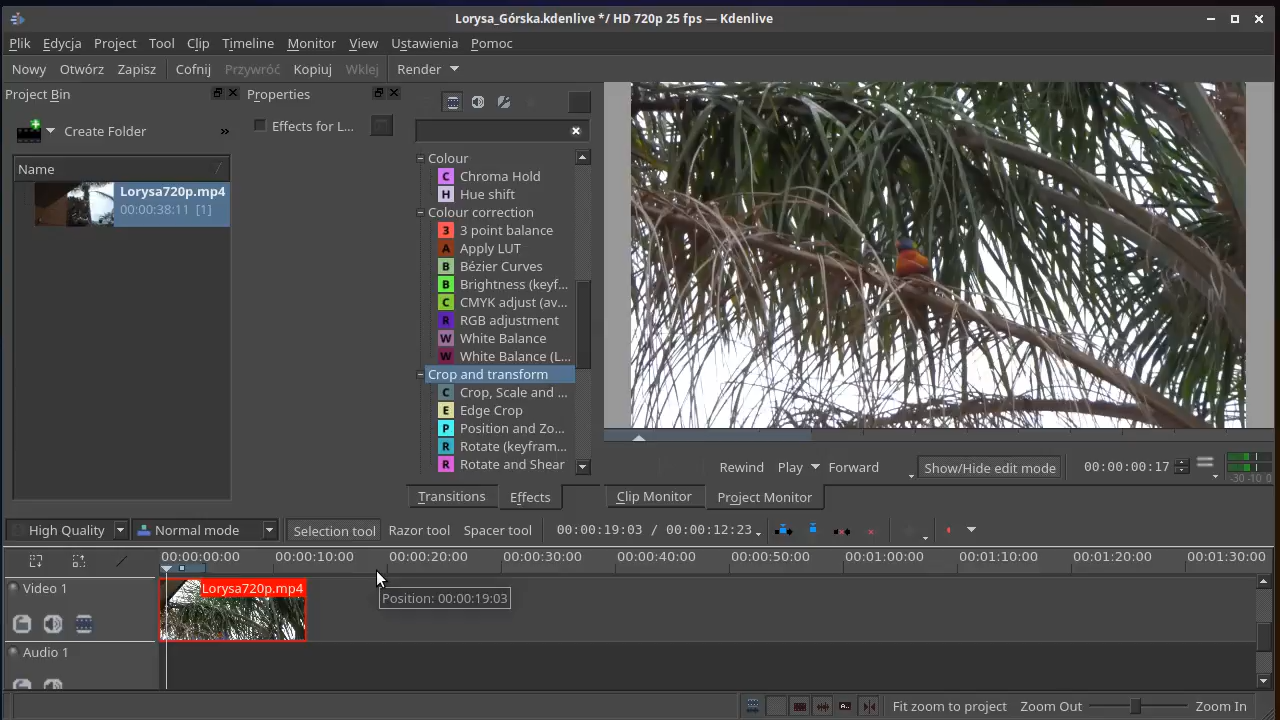 Lorysa_Górska.kdenlive */ HD 720p 25 fps — Kdenlive
Plik Edycja Project Tool Clip Timeline Monitor View Ustawienia Pomoc
Nowy Otwórz Zapisz Cofnij Przywróć Kopiuj Wklej Render
Project Bin
Create Folder »
Name
Lorysa720p.mp4
00:00:38:11 [1]
Properties
Effects for L...
Colour
C Chroma Hold
H Hue shift
Colour correction
3 3 point balance
A Apply LUT
B Bézier Curves
B Brightness (keyf...
C CMYK adjust (av...
R RGB adjustment
W White Balance
W White Balance (L...
Crop and transform
C Crop, Scale and ...
E Edge Crop
P Position and Zo...
R Rotate (keyfram...
R Rotate and Shear
Transitions Effects
Rewind Play Forward Show/Hide edit mode 00:00:00:17
-30 -10 0
Clip Monitor Project Monitor
High Quality Normal mode Selection tool Razor tool Spacer tool 00:00:19:03 / 00:00:12:23
00:00:00:00 00:00:10:00 00:00:20:00 00:00:30:00 00:00:40:00 00:00:50:00 00:01:00:00 00:01:10:00 00:01:20:00 00:01:30:00
Video 1
Lorysa720p.mp4
Position: 00:00:19:03
Audio 1
Fit zoom to project Zoom Out Zoom In